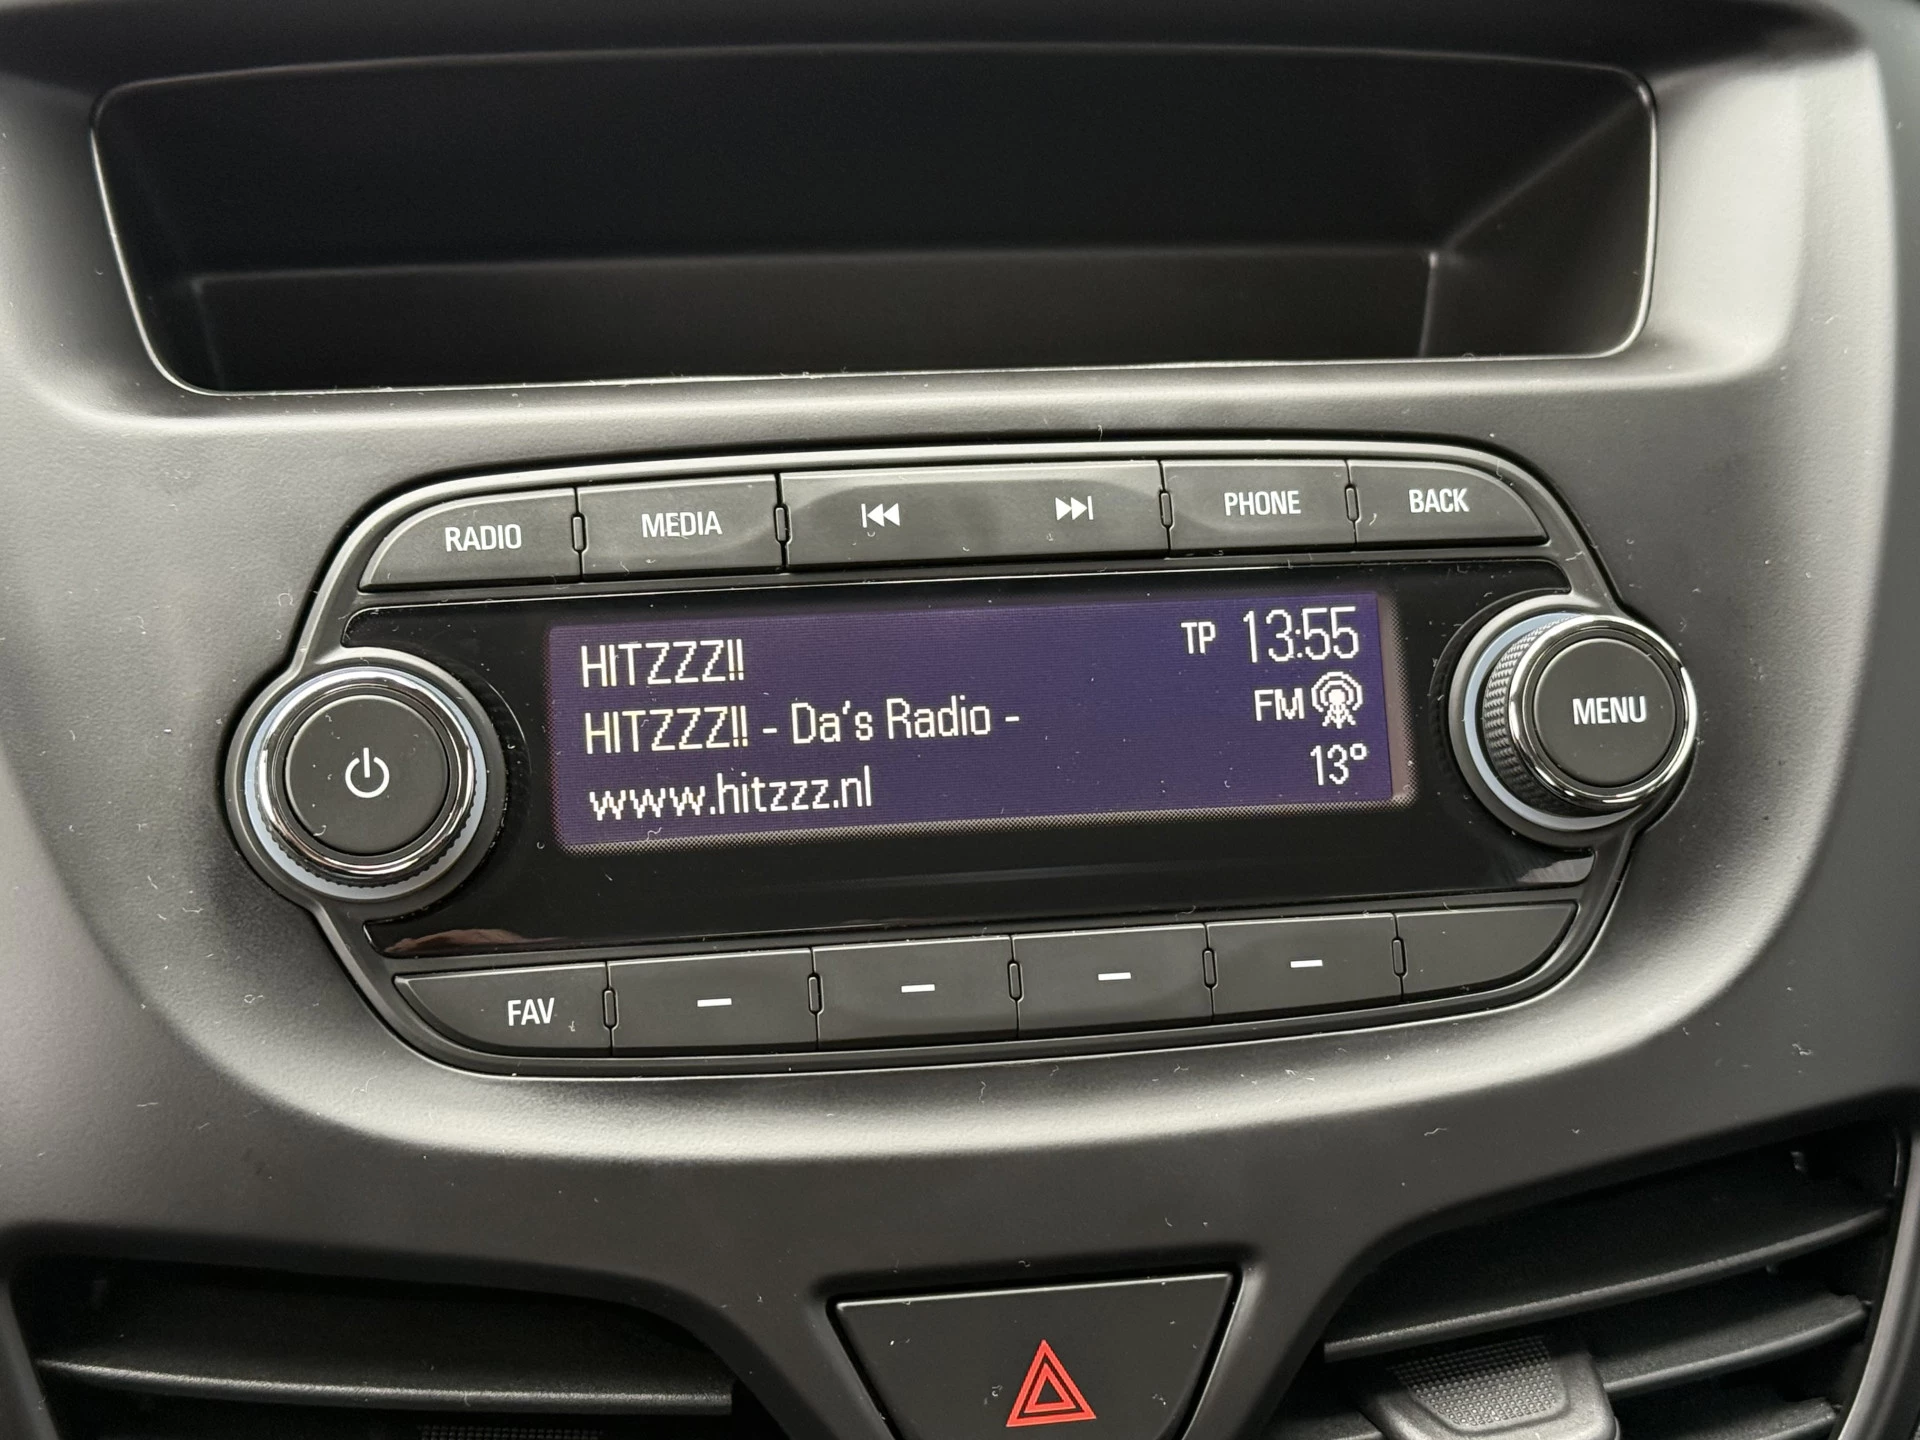 RADIO MEDIA PHONE BACK
HITZZZ!! TP 13:55
HITZZZ!! - Da's Radio - FM
www.hitzzz.nl 13°
MENU
FAV